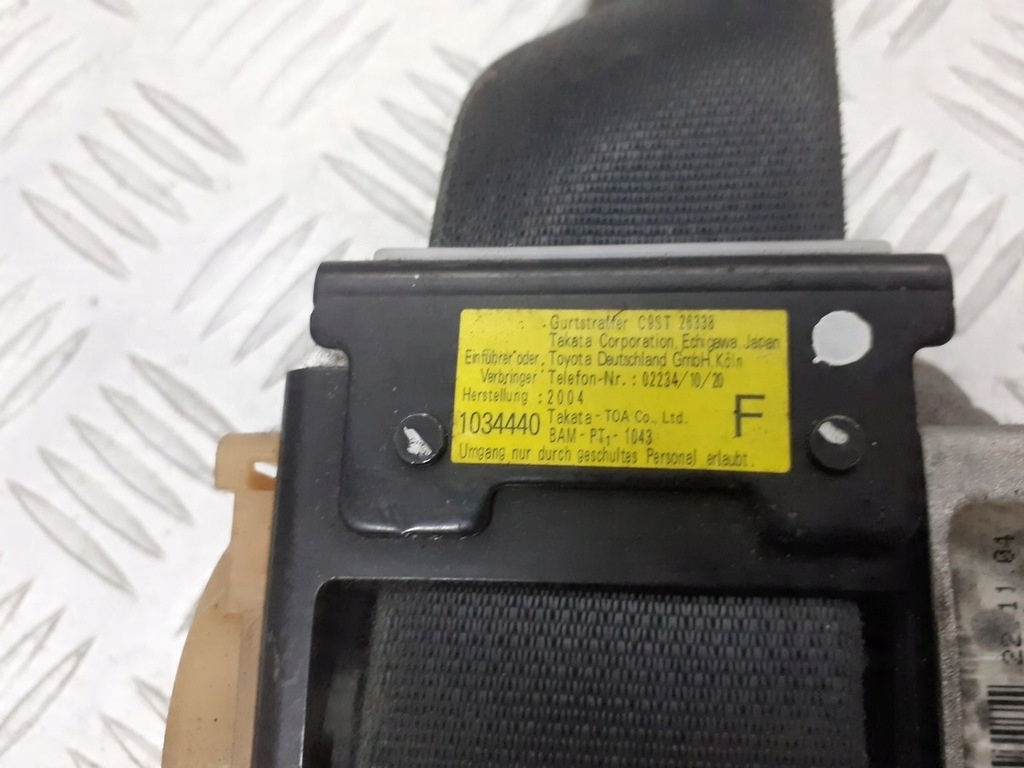 Gurtstraffer C9ST 26338
Takata Corporation, Echigawa Japan
Einführer oder Toyota Deutschland GmbH, Köln
Verbringer Telefon-Nr.: 02234/10/20
Herstellung : 2004
1034440 Takata-TOA Co., Ltd.
BAM-PT1-1043
F
Umgang nur durch geschultes Personal erlaubt.
22.11.04